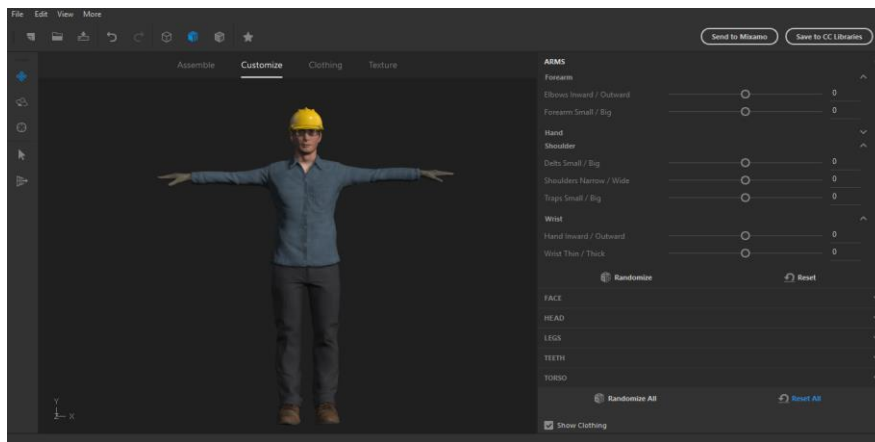 File Edit View More
Send to Mixamo Save to CC Libraries
Assemble Customize Clothing Texture
ARMS
Forearm
Elbows Inward / Outward 0
Forearm Small / Big 0
Hand
Shoulder
Delts Small / Big 0
Shoulders Narrow / Wide 0
Traps Small / Big 0
Wrist
Hand Inward / Outward 0
Wrist Thin / Thick 0
Randomize Reset
FACE
HEAD
LEGS
TEETH
TORSO
Randomize All Reset All
Show Clothing
Y
Z X